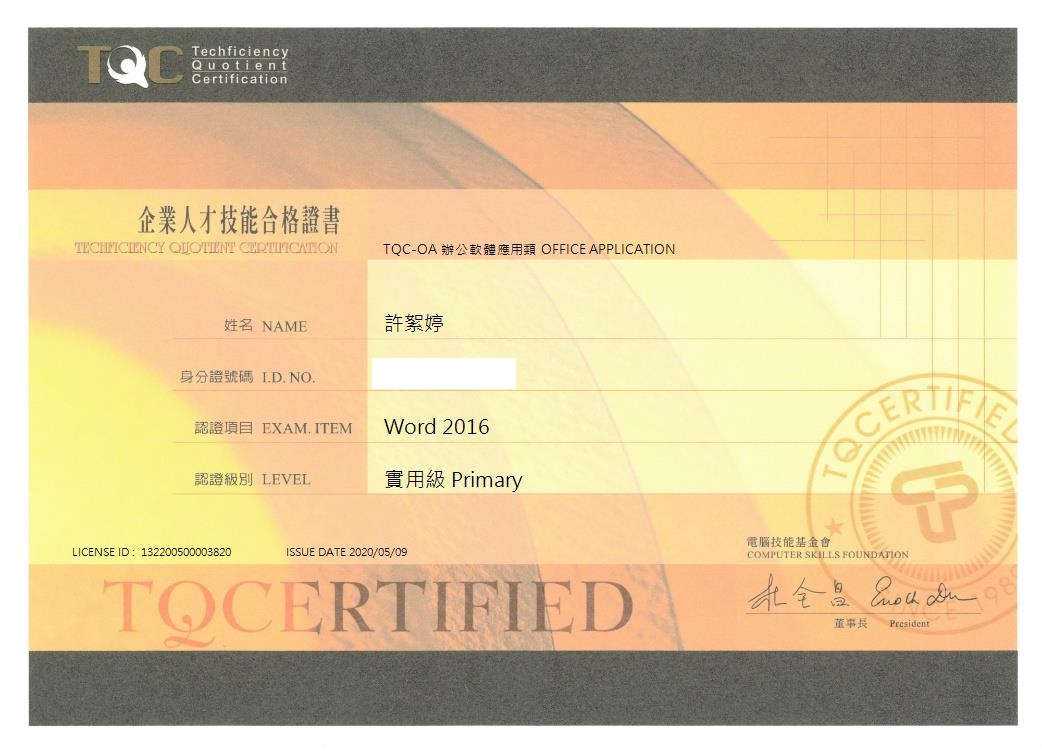 TQC Techficiency
Quotient
Certification
企業人才技能合格證書
TECHFICIENCY QUOTIENT CERTIFICATION
TQC-OA 辦公軟體應用類 OFFICE APPLICATION
姓名 NAME 許絮婷
身分證號碼 I.D. NO.
認證項目 EXAM. ITEM Word 2016
認證級別 LEVEL 實用級 Primary
LICENSE ID : 132200500003820 ISSUE DATE 2020/05/09
電腦技能基金會
COMPUTER SKILLS FOUNDATION
TQCERTIFIED
杜全昌 Enoch Du
董事長 President
★ TQCERTIFIED
SINCE 1989